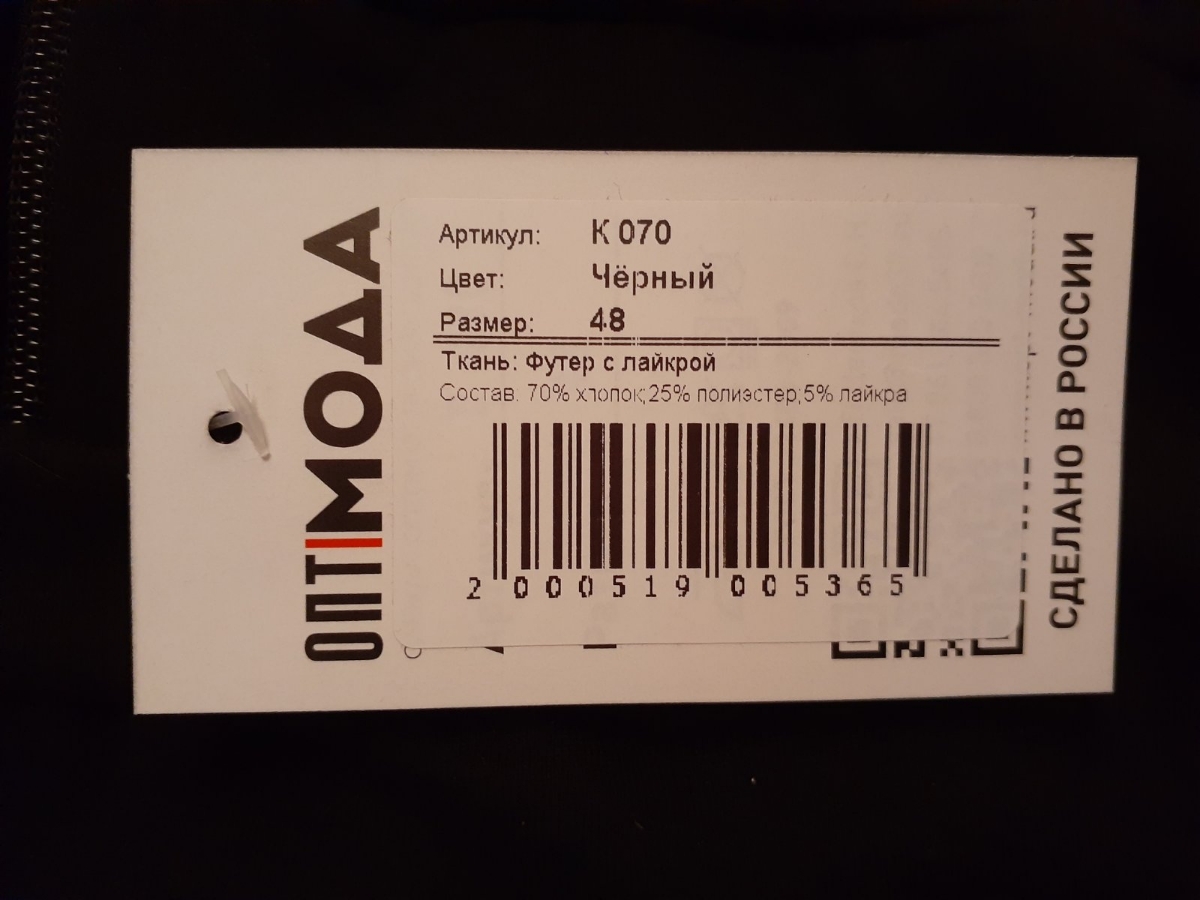 ОПТИМОДА
Артикул: К 070
Цвет: Чёрный
Размер: 48
Ткань: Футер с лайкрой
Состав: 70% хлопок;25% полиэстер;5% лайкра
2 000519 005365
СДЕЛАНО В РОССИИ